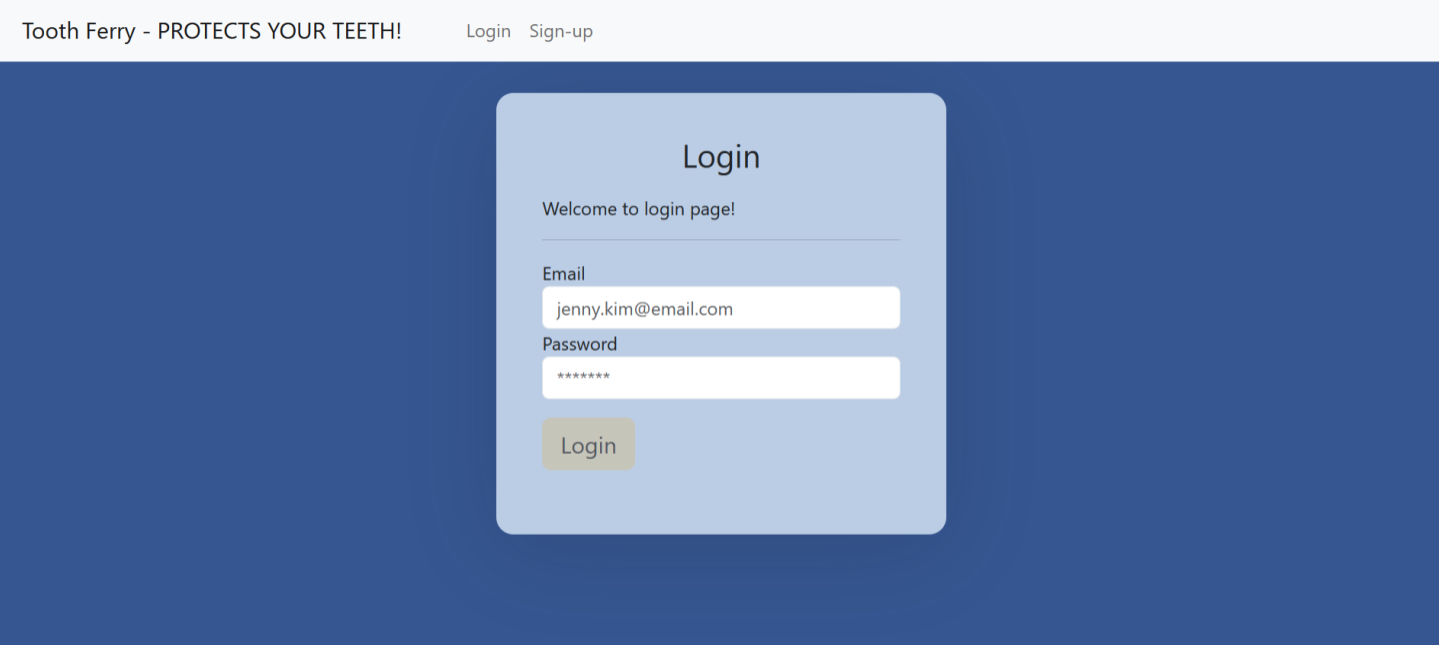 Tooth Ferry - PROTECTS YOUR TEETH! Login Sign-up
Login
Welcome to login page!
Email
jenny.kim@email.com
Password
*******
Login